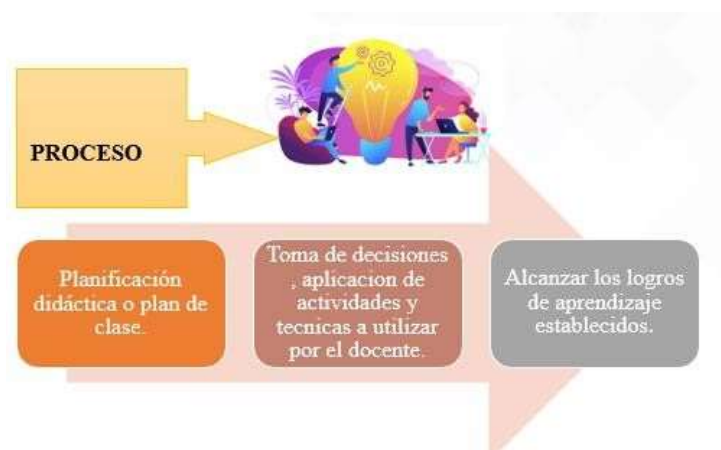 PROCESO
Planificación
didáctica o plan de
clase.
Toma de decisiones
, aplicacion de
actividades y
tecnicas a utilizar
por el docente.
Alcanzar los logros
de aprendizaje
establecidos.